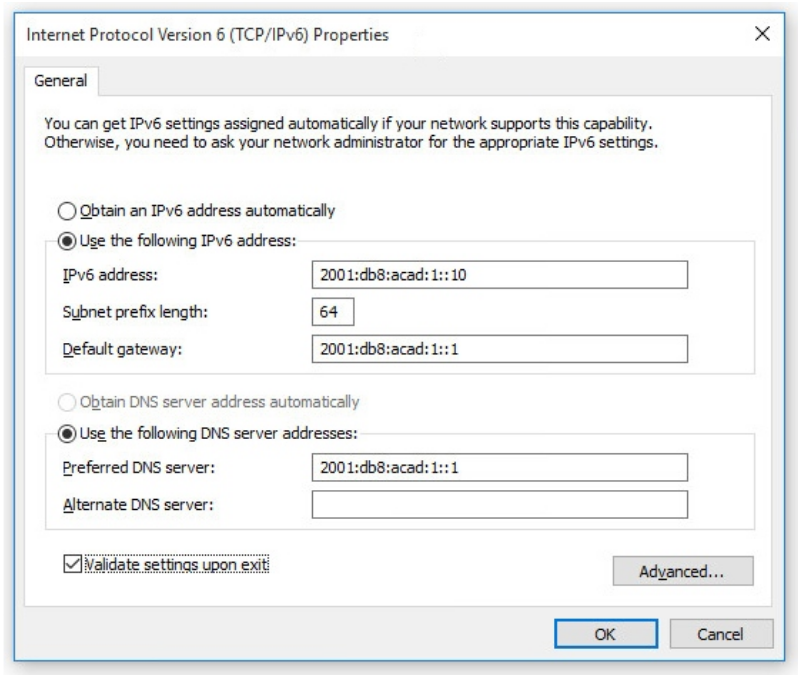 Internet Protocol Version 6 (TCP/IPv6) Properties
General
You can get IPv6 settings assigned automatically if your network supports this capability.
Otherwise, you need to ask your network administrator for the appropriate IPv6 settings.
Obtain an IPv6 address automatically
Use the following IPv6 address:
IPv6 address: 2001:db8:acad:1::10
Subnet prefix length: 64
Default gateway: 2001:db8:acad:1::1
Obtain DNS server address automatically
Use the following DNS server addresses:
Preferred DNS server: 2001:db8:acad:1::1
Alternate DNS server:
Validate settings upon exit
Advanced...
OK Cancel